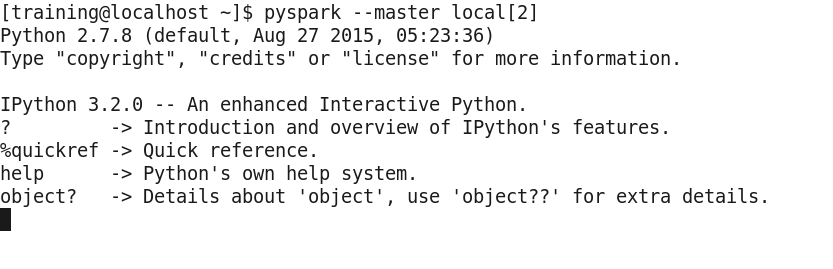 [training@localhost ~]$ pyspark --master local[2]
Python 2.7.8 (default, Aug 27 2015, 05:23:36)
Type "copyright", "credits" or "license" for more information.

IPython 3.2.0 -- An enhanced Interactive Python.
?         -> Introduction and overview of IPython's features.
%quickref -> Quick reference.
help      -> Python's own help system.
object?   -> Details about 'object', use 'object??' for extra details.